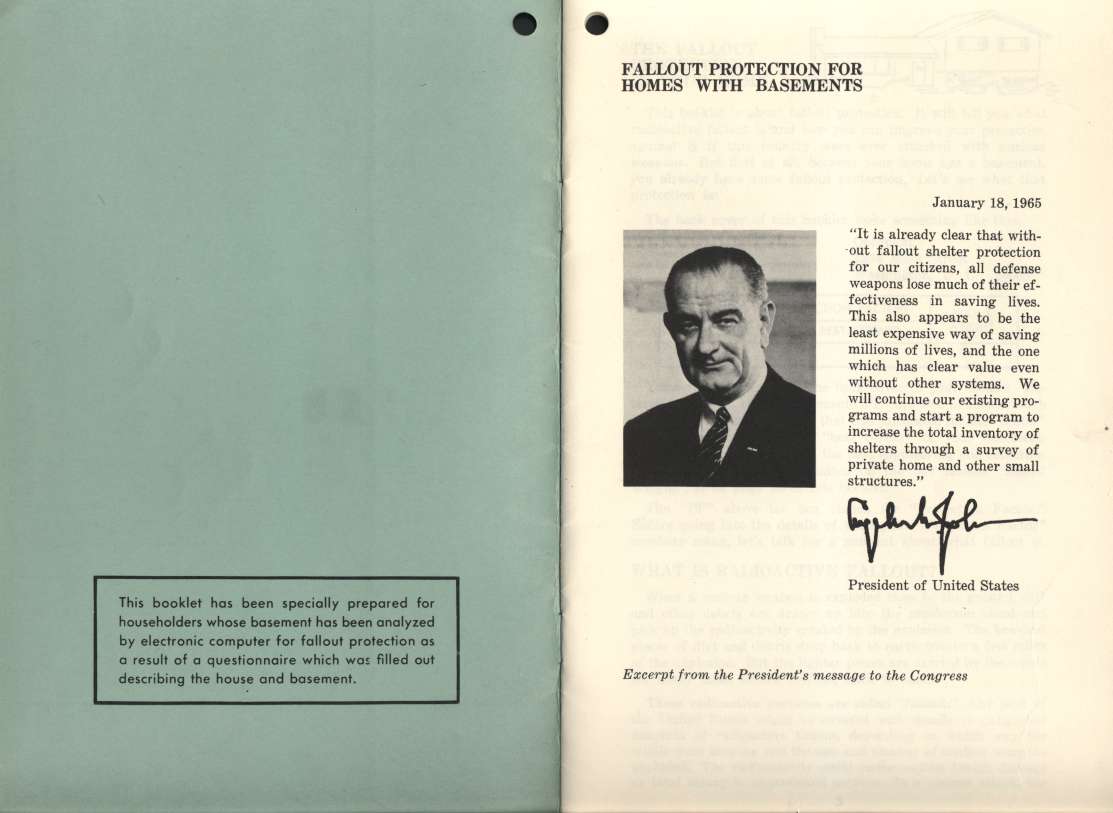 This booklet has been specially prepared for
householders whose basement has been analyzed
by electronic computer for fallout protection as
a result of a questionnaire which was filled out
describing the house and basement.
FALLOUT PROTECTION FOR
HOMES WITH BASEMENTS
January 18, 1965
“It is already clear that with-
out fallout shelter protection
for our citizens, all defense
weapons lose much of their ef-
fectiveness in saving lives.
This also appears to be the
least expensive way of saving
millions of lives, and the one
which has clear value even
without other systems. We
will continue our existing pro-
grams and start a program to
increase the total inventory of
shelters through a survey of
private home and other small
structures.”
President of United States
Excerpt from the President's message to the Congress